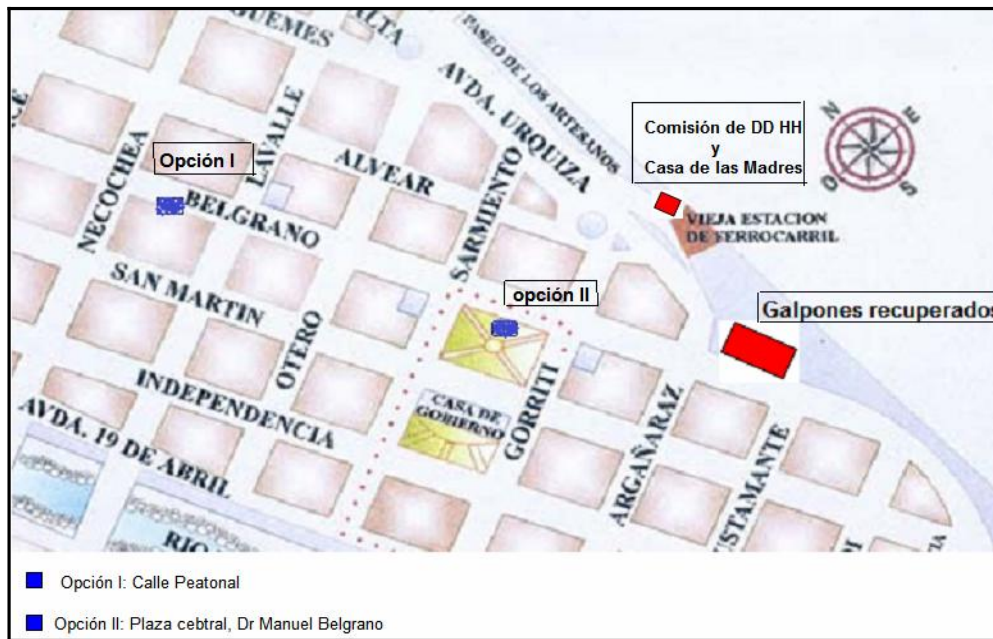 GUEMES
ALTA
PASEO DE LOS ARTESANOS
AVDA. URQUIZA
Comisión de DD HH
y
Casa de las Madres
N
E
O
S
LAVALLE
Opción I
ALVEAR
NECOCHEA
BELGRANO
SARMIENTO
VIEJA ESTACION
DE FERROCARRIL
SAN MARTIN
opción II
Galpones recuperados
OTERO
INDEPENDENCIA
CASA DE
GOBIERNO
GORRITI
AVDA. 19 DE ABRIL
ARGAÑARAZ
USTAMANTE
RIO
Opción I: Calle Peatonal
Opción II: Plaza cebtral, Dr Manuel Belgrano